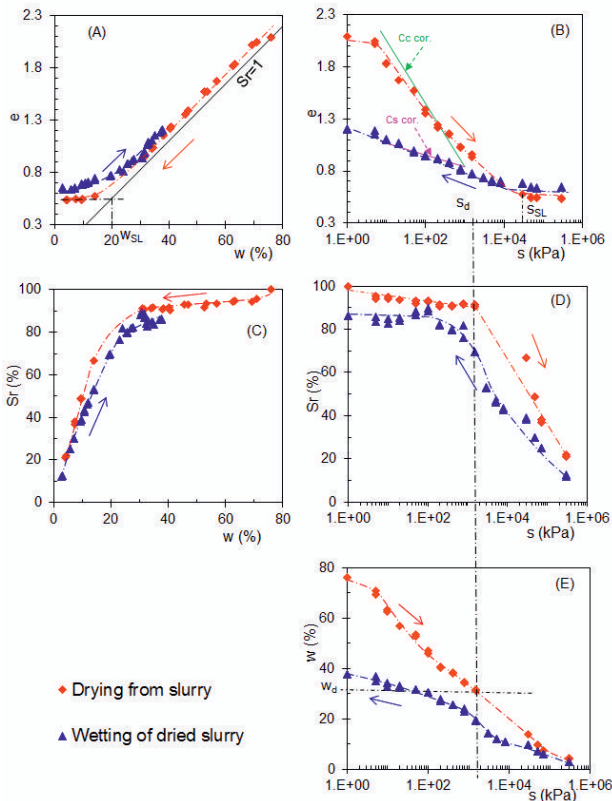 (A)
2.3
1.8
1.3
0.8
0.3
e
Sr=1
0
20
40
60
80
wSL
w (%)
(B)
2.3
1.8
1.3
0.8
0.3
e
Cc cor.
Cs cor.
sd
sSL
1.E+00
1.E+02
1.E+04
1.E+06
s (kPa)
(C)
100
80
60
40
20
0
Sr (%)
0
20
40
60
80
w (%)
(D)
100
80
60
40
20
0
Sr (%)
1.E+00
1.E+02
1.E+04
1.E+06
s (kPa)
(E)
80
60
40
20
0
w (%)
wd
1.E+00
1.E+02
1.E+04
1.E+06
s (kPa)
Drying from slurry
Wetting of dried slurry